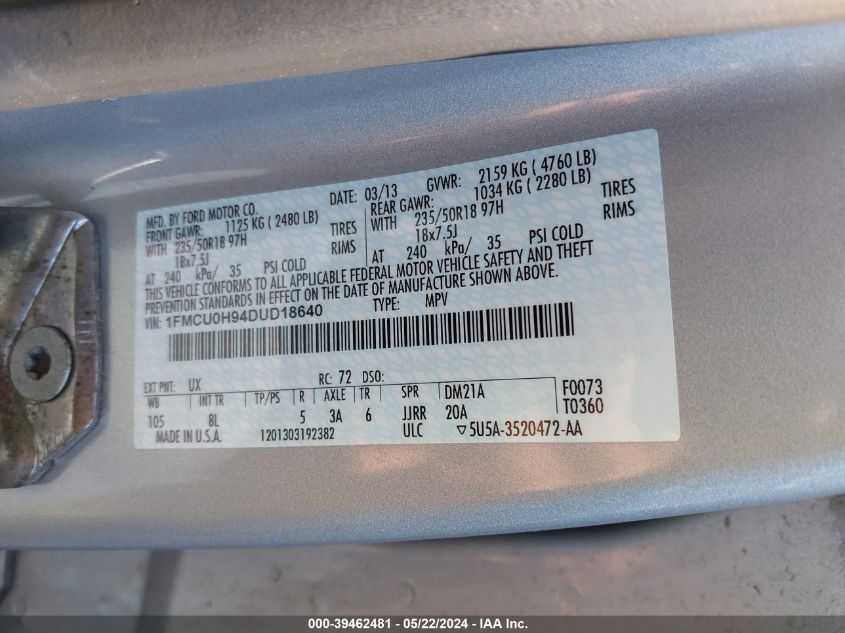 MFD. BY FORD MOTOR CO.
DATE: 03/13 GVWR: 2159 KG ( 4760 LB)
FRONT GAWR: 1125 KG ( 2480 LB) REAR GAWR: 1034 KG ( 2280 LB)
WITH 235/50R18 97H TIRES WITH 235/50R18 97H TIRES
18x7.5J RIMS 18x7.5J RIMS
AT 240 kPa/ 35 PSI COLD AT 240 kPa/ 35 PSI COLD
THIS VEHICLE CONFORMS TO ALL APPLICABLE FEDERAL MOTOR VEHICLE SAFETY AND THEFT
PREVENTION STANDARDS IN EFFECT ON THE DATE OF MANUFACTURE SHOWN ABOVE.
VIN: 1FMCU0H94DUD18640 TYPE: MPV
EXT PNT: UX RC: 72 DSO:
WB INT TR TP/PS R AXLE TR SPR DM21A F0073
105 8L 5 3A 6 JJRR 20A T0360
MADE IN U.S.A. 1201303192382 ULC ▽5U5A-3520472-AA
000-39462481 - 05/22/2024 - U.S.A Inc.